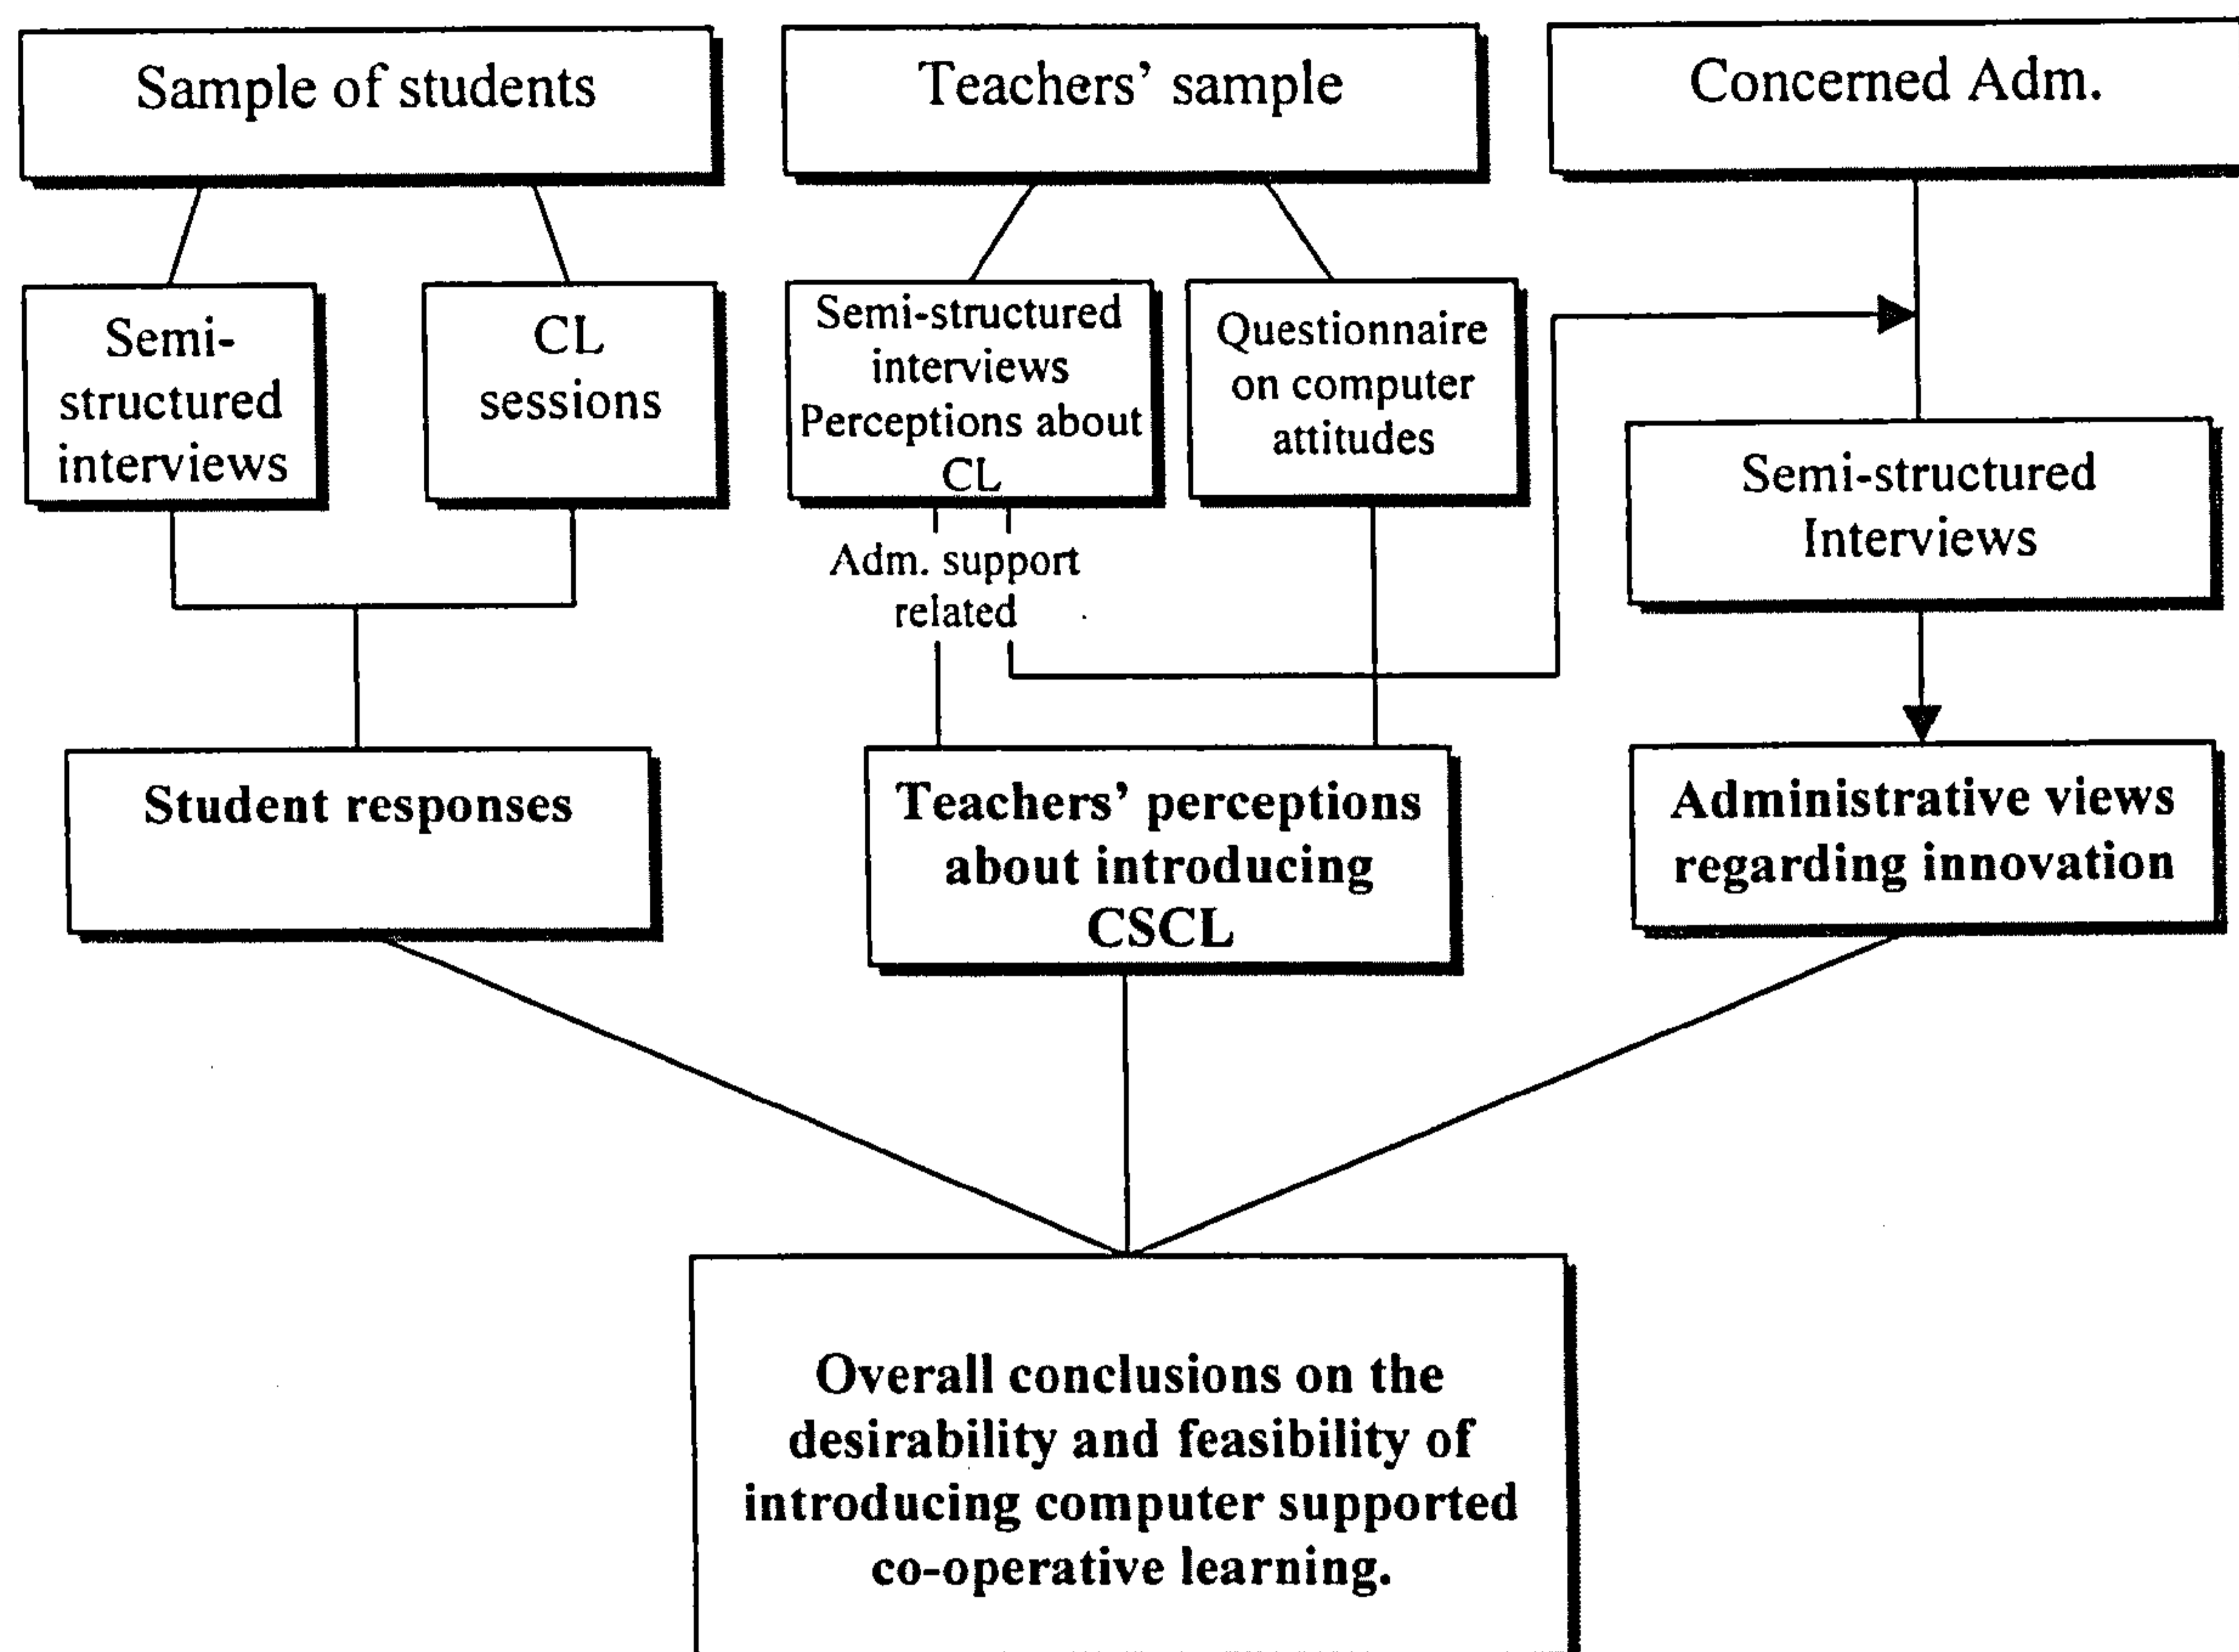 Sample of students
Teachers’ sample
Concerned Adm.
Semi-
structured
interviews
CL
sessions
Semi-structured
interviews
Perceptions about
CL
Questionnaire
on computer
attitudes
Semi-structured
Interviews
Adm. support
related
Student responses
Teachers’ perceptions
about introducing
CSCL
Administrative views
regarding innovation
Overall conclusions on the
desirability and feasibility of
introducing computer supported
co-operative learning.